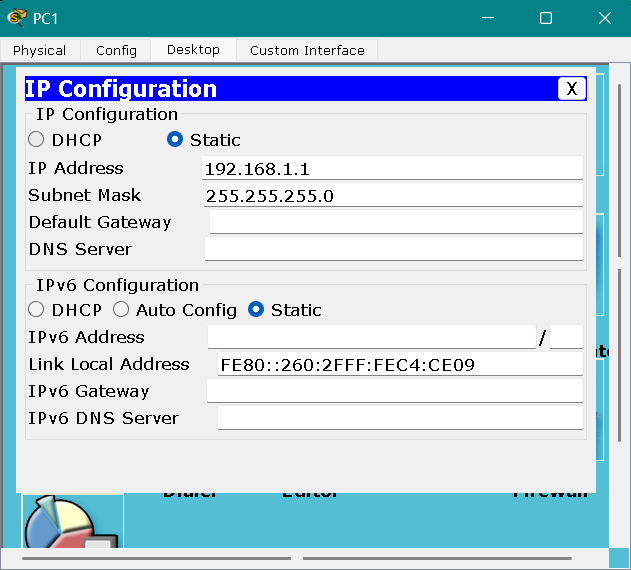 PC1
Physical Config Desktop Custom Interface
IP Configuration X
IP Configuration
DHCP Static
IP Address 192.168.1.1
Subnet Mask 255.255.255.0
Default Gateway
DNS Server
IPv6 Configuration
DHCP Auto Config Static
IPv6 Address /
Link Local Address FE80::260:2FFF:FEC4:CE09
IPv6 Gateway
IPv6 DNS Server
Dialer Editor Firewall